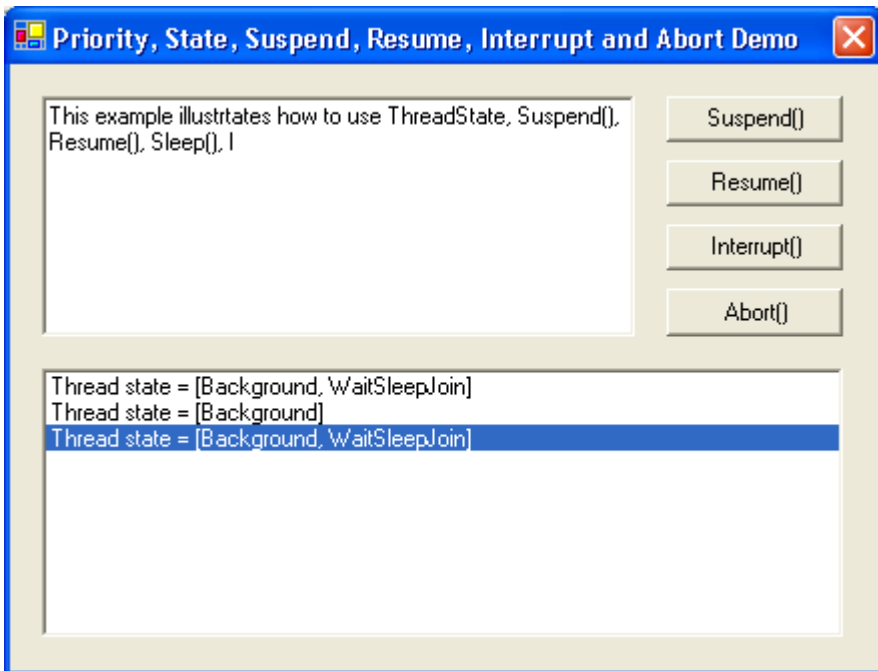 Priority, State, Suspend, Resume, Interrupt and Abort Demo
This example illustrtates how to use ThreadState, Suspend(),
Resume(), Sleep(), I
Suspend()
Resume()
Interrupt()
Abort()
Thread state = [Background, WaitSleepJoin]
Thread state = [Background]
Thread state = [Background, WaitSleepJoin]